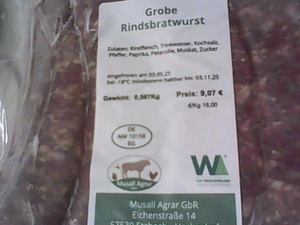 Grobe
Rindsbratwurst
Zutaten: Rindfleisch, Trinkwasser, Kochsalz,
Pfeffer, Paprika, Petersilie, Muskat, Zucker
eingefroren am 03.05.25
bei -18°C mindestens haltbar bis: 03.11.25
Gewicht: 0,567Kg
Preis: 9,07 €
€/Kg 16,00
DE
NW 10158
EG
Musall Agrar
W
Musall Agrar GbR
Eichenstraße 14